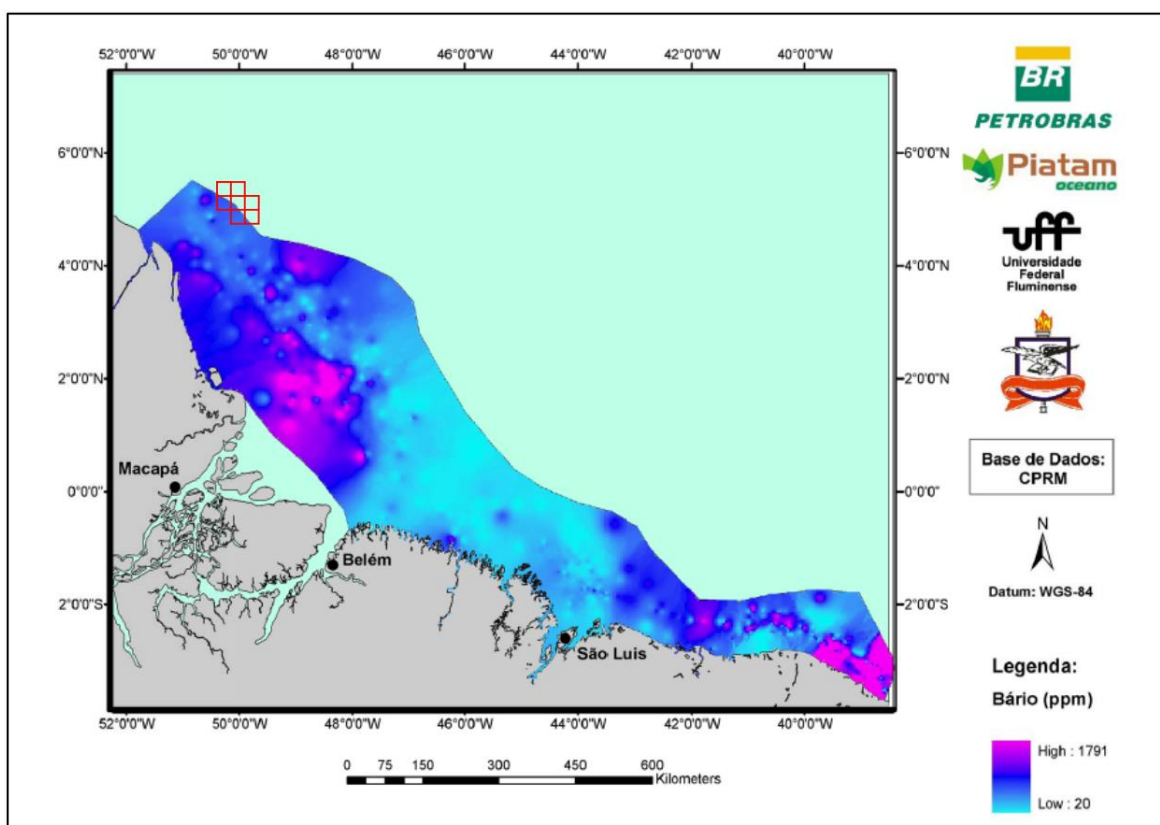 52°0'0"W 50°0'0"W 48°0'0"W 46°0'0"W 44°0'0"W 42°0'0"W 40°0'0"W
BR
PETROBRAS
6°0'0"N 6°0'0"N
Piatam
oceano
uff
Universidade
Federal
Fluminense
4°0'0"N 4°0'0"N
2°0'0"N 2°0'0"N
Macapá
Base de Dados:
CPRM
0°0'0" 0°0'0"
N
Belém
Datum: WGS-84
2°0'0"S 2°0'0"S
São Luis
Legenda:
Bário (ppm)
52°0'0"W 50°0'0"W 48°0'0"W 46°0'0"W 44°0'0"W 42°0'0"W 40°0'0"W
High : 1791
0 75 150 300 450 600
Kilometers
Low : 20